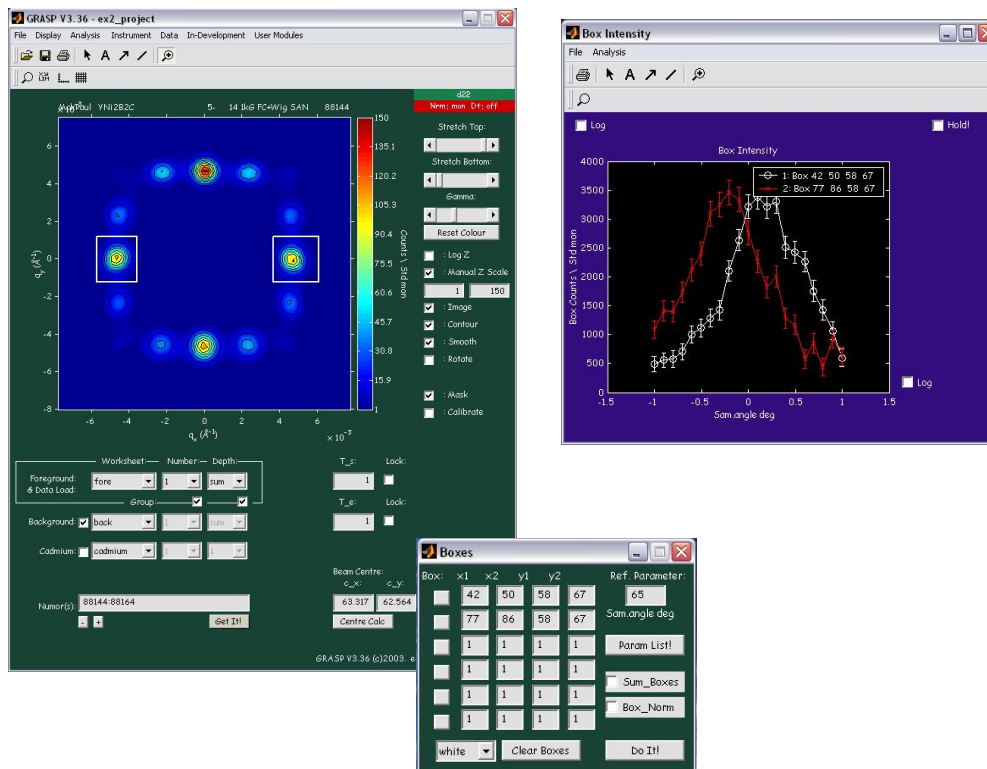 GRASP V3.36 - ex2_project
File Display Analysis Instrument Data In-Development User Modules
YNi2B2C 5- 14 1kG FC+Wig SAN 88144
d22
Nrm: mon Dt: off
Stretch Top:
Stretch Bottom:
Gamma:
Reset Colour
: Log Z
: Manual Z Scale
1 150
: Image
: Contour
: Smooth
: Rotate
: Mask
: Calibrate
150
135.1
120.2
105.3
90.4
75.5
60.6
45.7
30.8
15.9
1
Counts \ Std mon
6
4
2
0
-2
-4
-6
-8
q_y (Å⁻¹)
-6 -4 -2 0 2 4 6
q_x (Å⁻¹)
x 10⁻³
Worksheet: Number: Depth:
Foreground & Data Load:
fore 1 sum
Group:
Background: back 1 sum
Cadmium: cadmium 1 1
T_s: Lock:
1
T_e: Lock:
1
Beam Centre:
c_x: c_y:
63.317 62.564
Centre Calc
Numor(s): 88144:88164
- +
Get It!
GRASP V3.36 (c)2003. e
Box Intensity
File Analysis
Log
Hold!
Box Intensity
1: Box 42 50 58 67
2: Box 77 86 58 67
4000
3500
3000
2500
2000
1500
1000
500
0
Box Counts \ Std mon
-1.5 -1 -0.5 0 0.5 1 1.5
Sam.angle deg
Log
Boxes
Box: x1 x2 y1 y2 Ref. Parameter:
42 50 58 67 65
77 86 58 67 Sam.angle deg
1 1 1 1 Param List!
1 1 1 1 Sum_Boxes
1 1 1 1 Box_Norm
1 1 1 1
white Clear Boxes Do It!